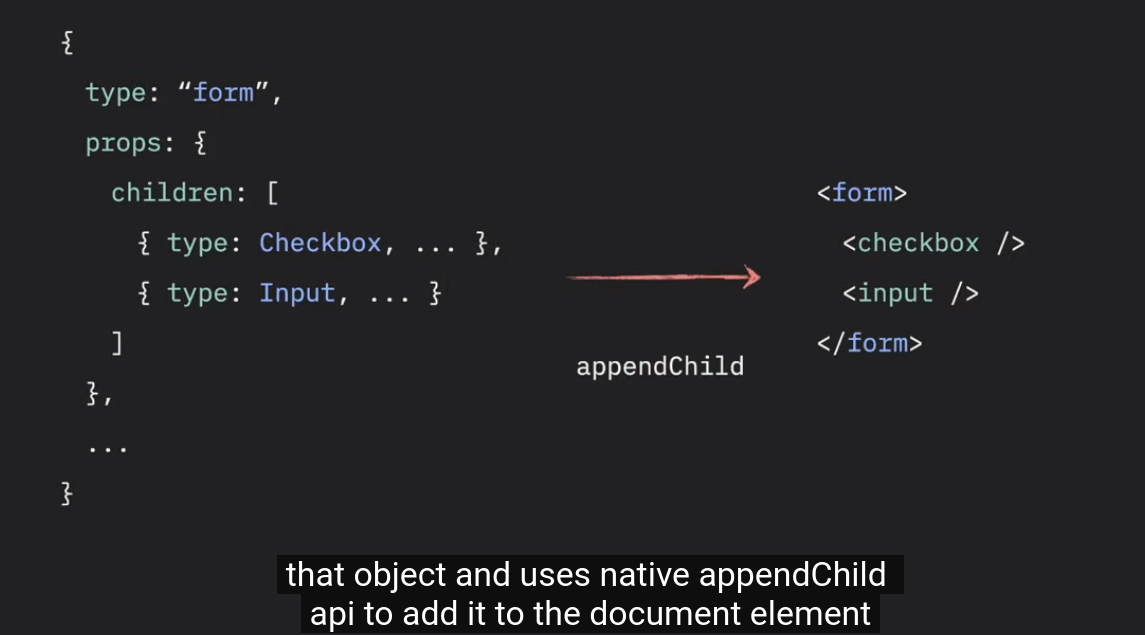 {
type: “form”,
props: {
children: [
{ type: Checkbox, ... },
{ type: Input, ... }
]
},
...
}
appendChild
<form>
<checkbox />
<input />
</form>
that object and uses native appendChild
api to add it to the document element